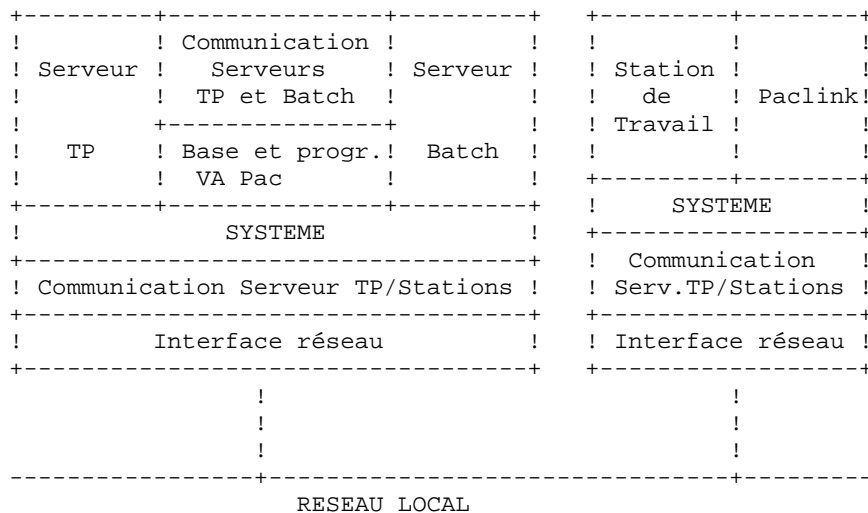 +---------+---------------+---------+   +---------+--------+
!         ! Communication !         !   !         !        !
! Serveur !   Serveurs    ! Serveur !   ! Station !        !
!         !  TP et Batch  !         !   !   de    ! Paclink!
!         +---------------+         !   ! Travail !        !
!   TP    ! Base et progr.!  Batch  !   !         !        !
!         !  VA Pac       !         !   +---------+--------+
+---------+---------------+---------+   !     SYSTEME      !
!             SYSTEME               !   +------------------+
+-----------------------------------+   !  Communication   !
! Communication Serveur TP/Stations !   ! Serv.TP/Stations !
+-----------------------------------+   +------------------+
!         Interface réseau          !   ! Interface réseau !
+-----------------------------------+   +------------------+
                 !                                !
                 !                                !
                 !                                !
-----------------+--------------------------------+---------
                    RESEAU LOCAL